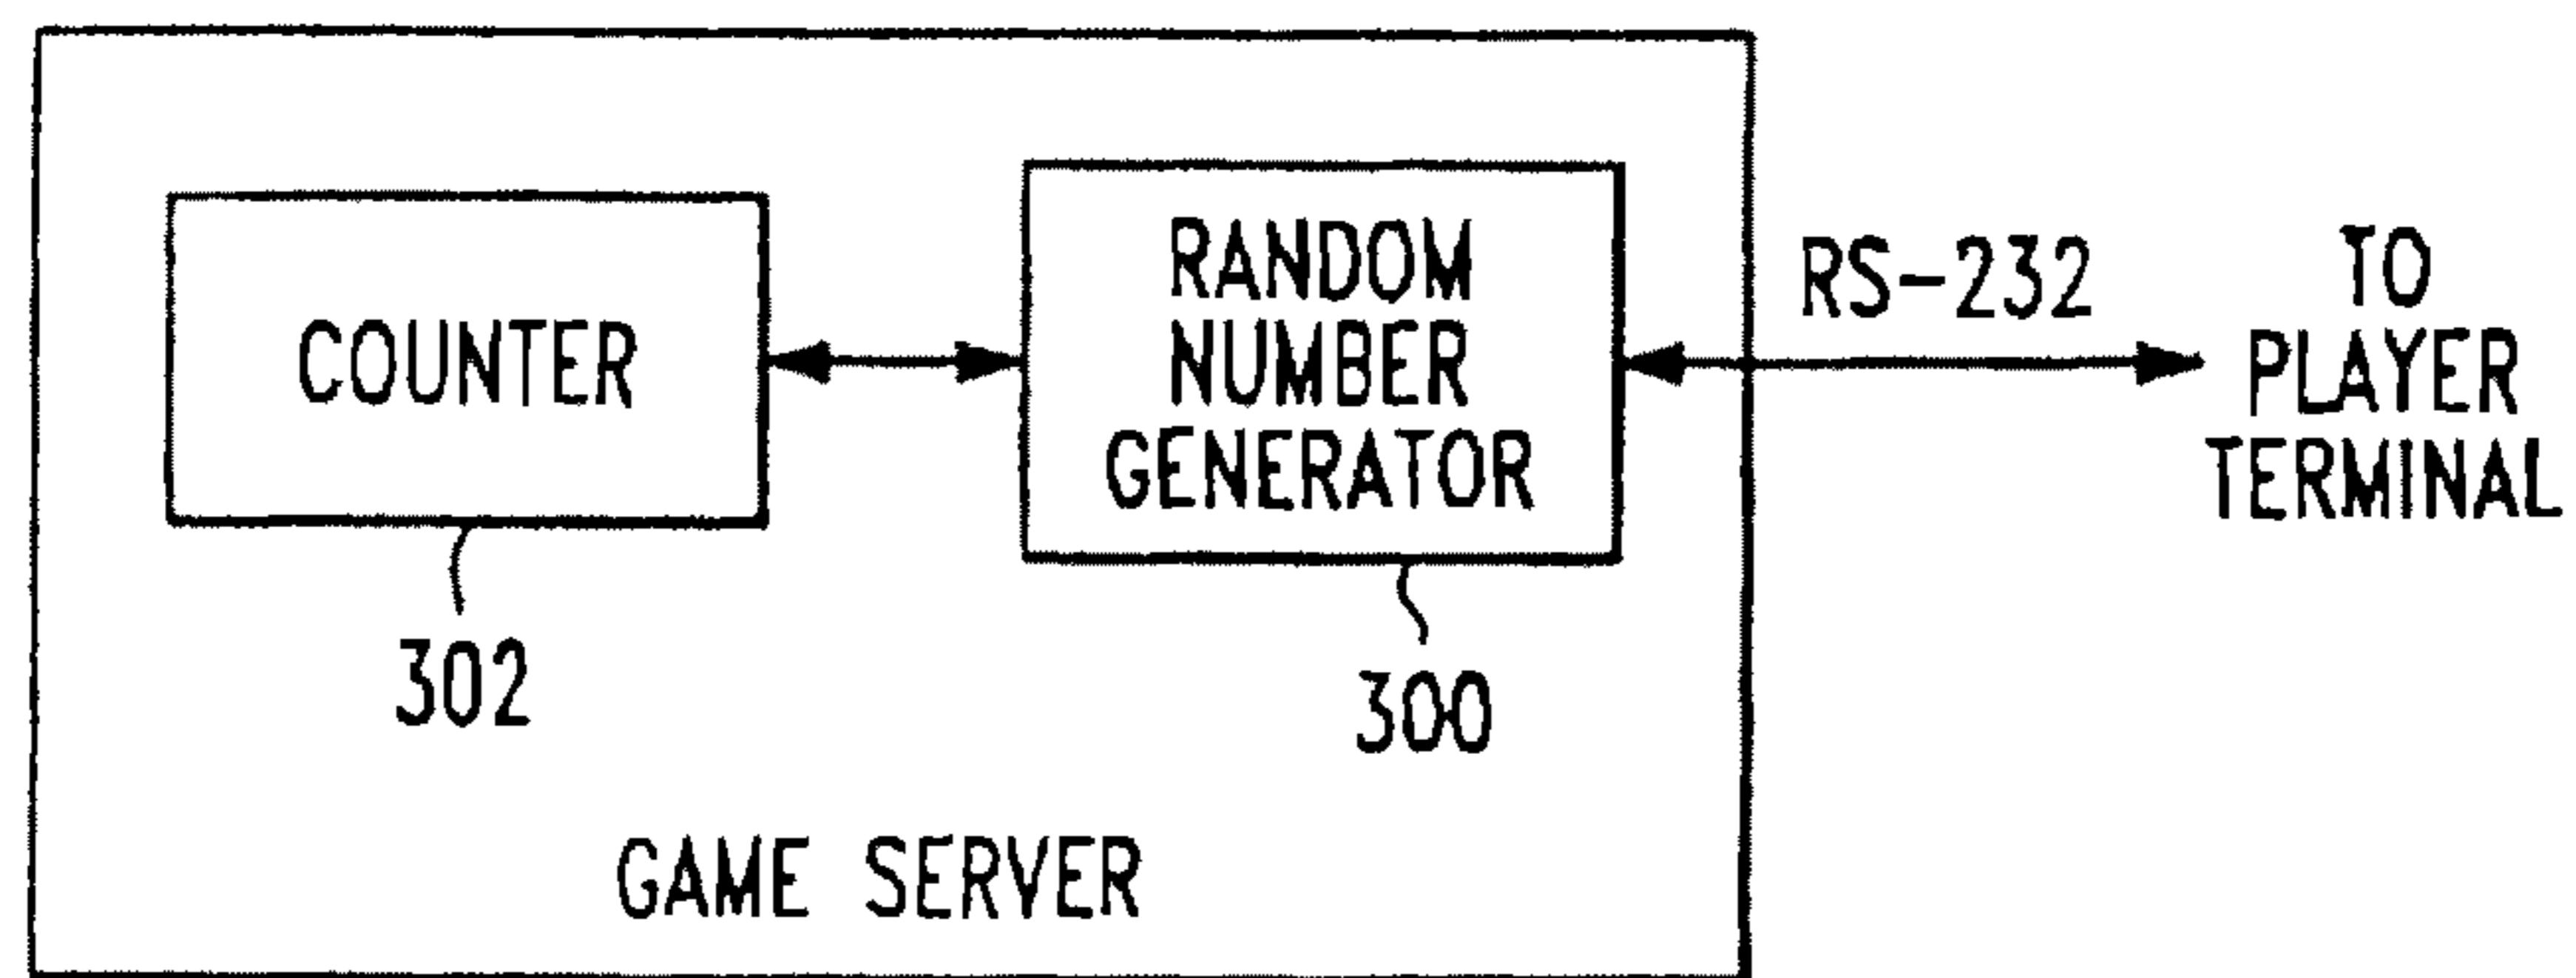 COUNTER
302
RANDOM
NUMBER
GENERATOR
300
RS-232
TO
PLAYER
TERMINAL
GAME SERVER